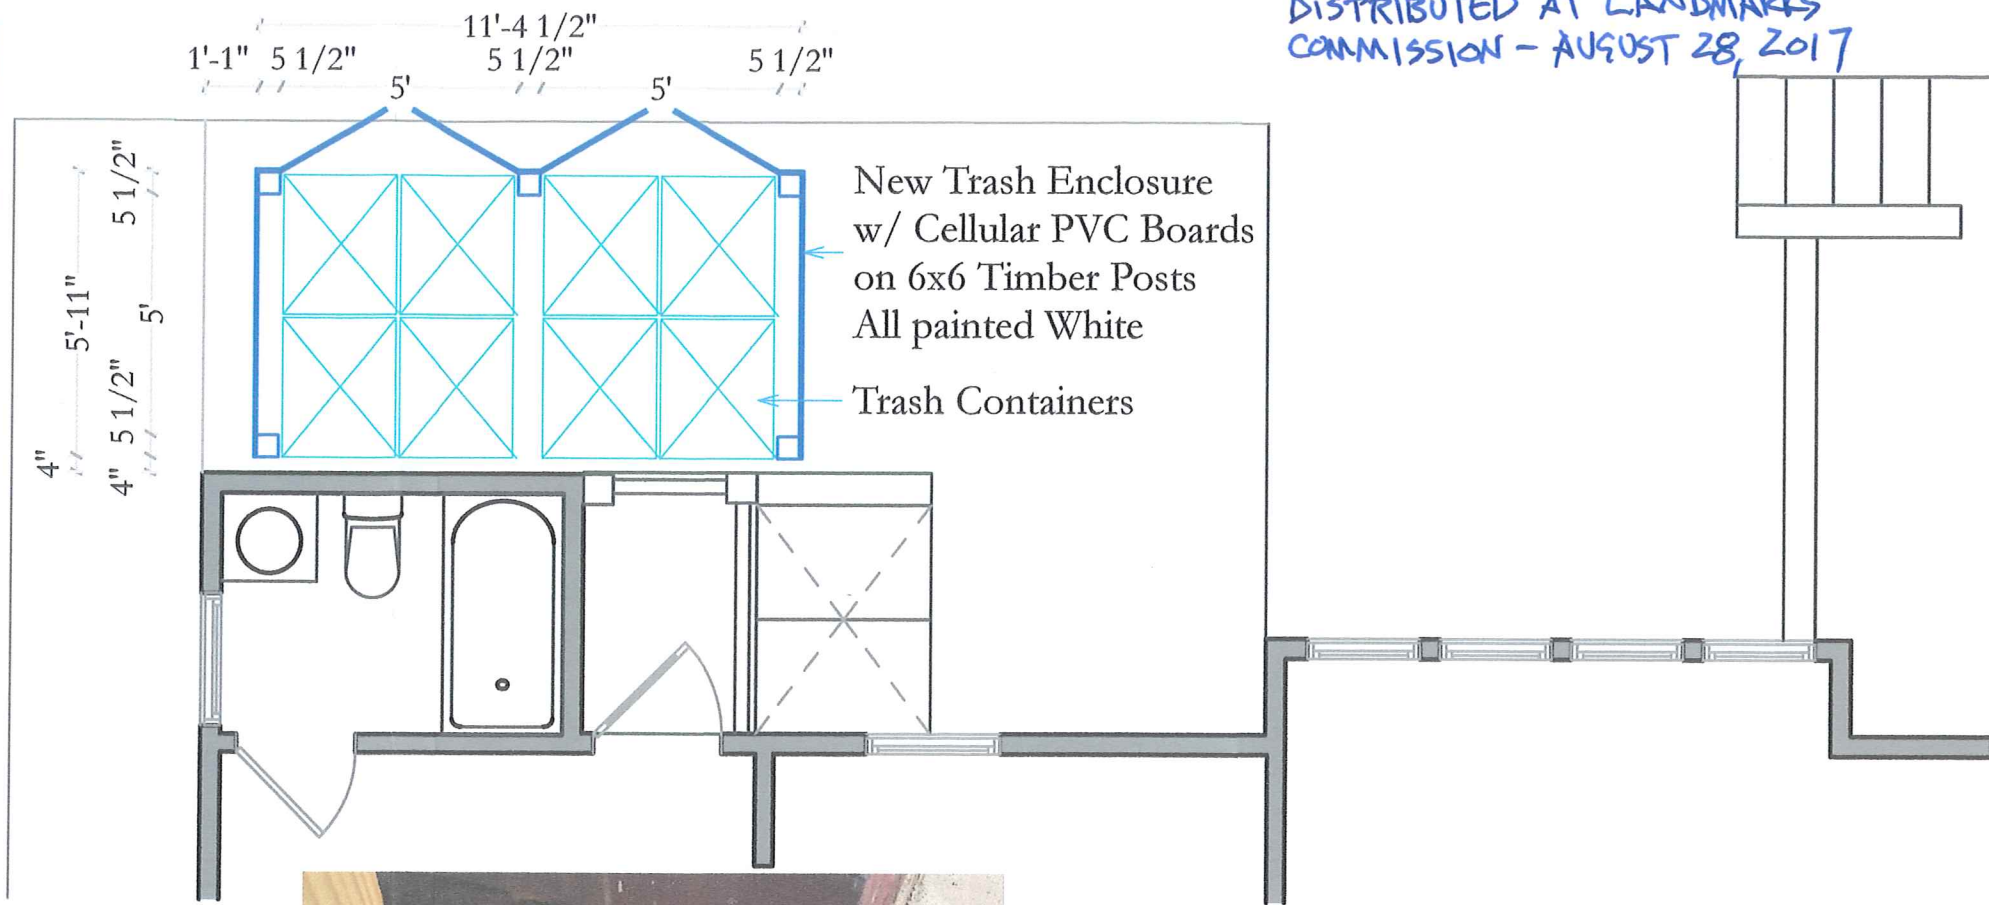 DISTRIBUTED AT LANDMARKS
COMMISSION - AUGUST 28, 2017
11'-4 1/2"
1'-1" 5 1/2" 5 1/2" 5 1/2"
5' 5'
5 1/2"
5'-11"
5'
5 1/2"
4"
4"
New Trash Enclosure
w/ Cellular PVC Boards
on 6x6 Timber Posts
All painted White
Trash Containers